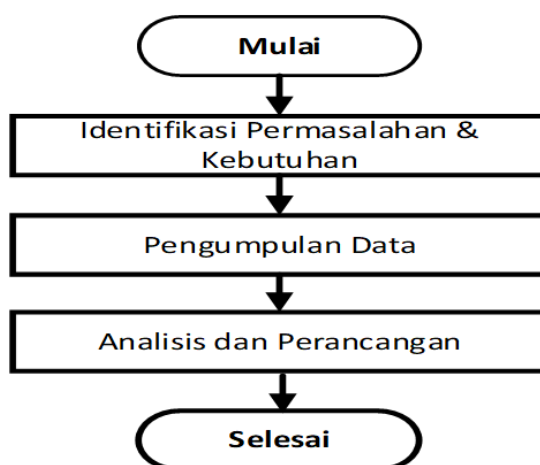 Mulai
Identifikasi Permasalahan &
Kebutuhan
Pengumpulan Data
Analisis dan Perancangan
Selesai